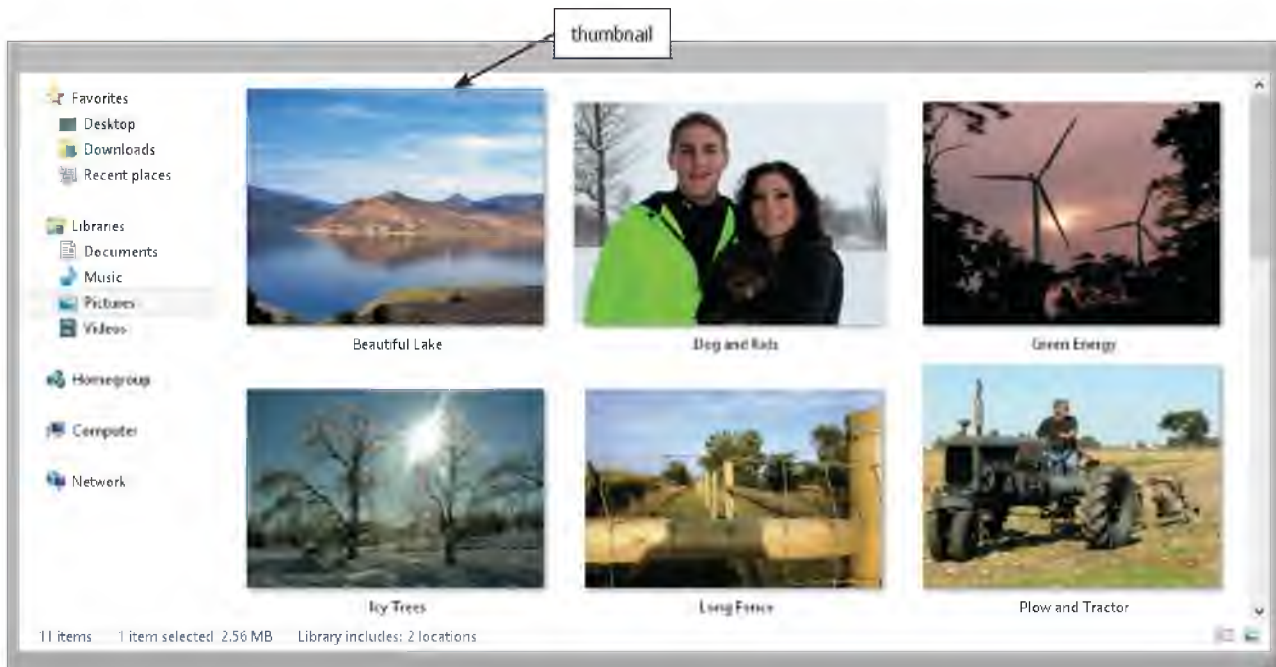 thumbnail
Favorites
Desktop
Downloads
Recent places
Libraries
Documents
Music
Pictures
Videos
Homegroup
Computer
Network
Beautiful Lake
Dog and Kids
Green Energy
Icy Trees
Long Fence
Plow and Tractor
11 items 1 item selected 2.56 MB Library includes: 2 locations